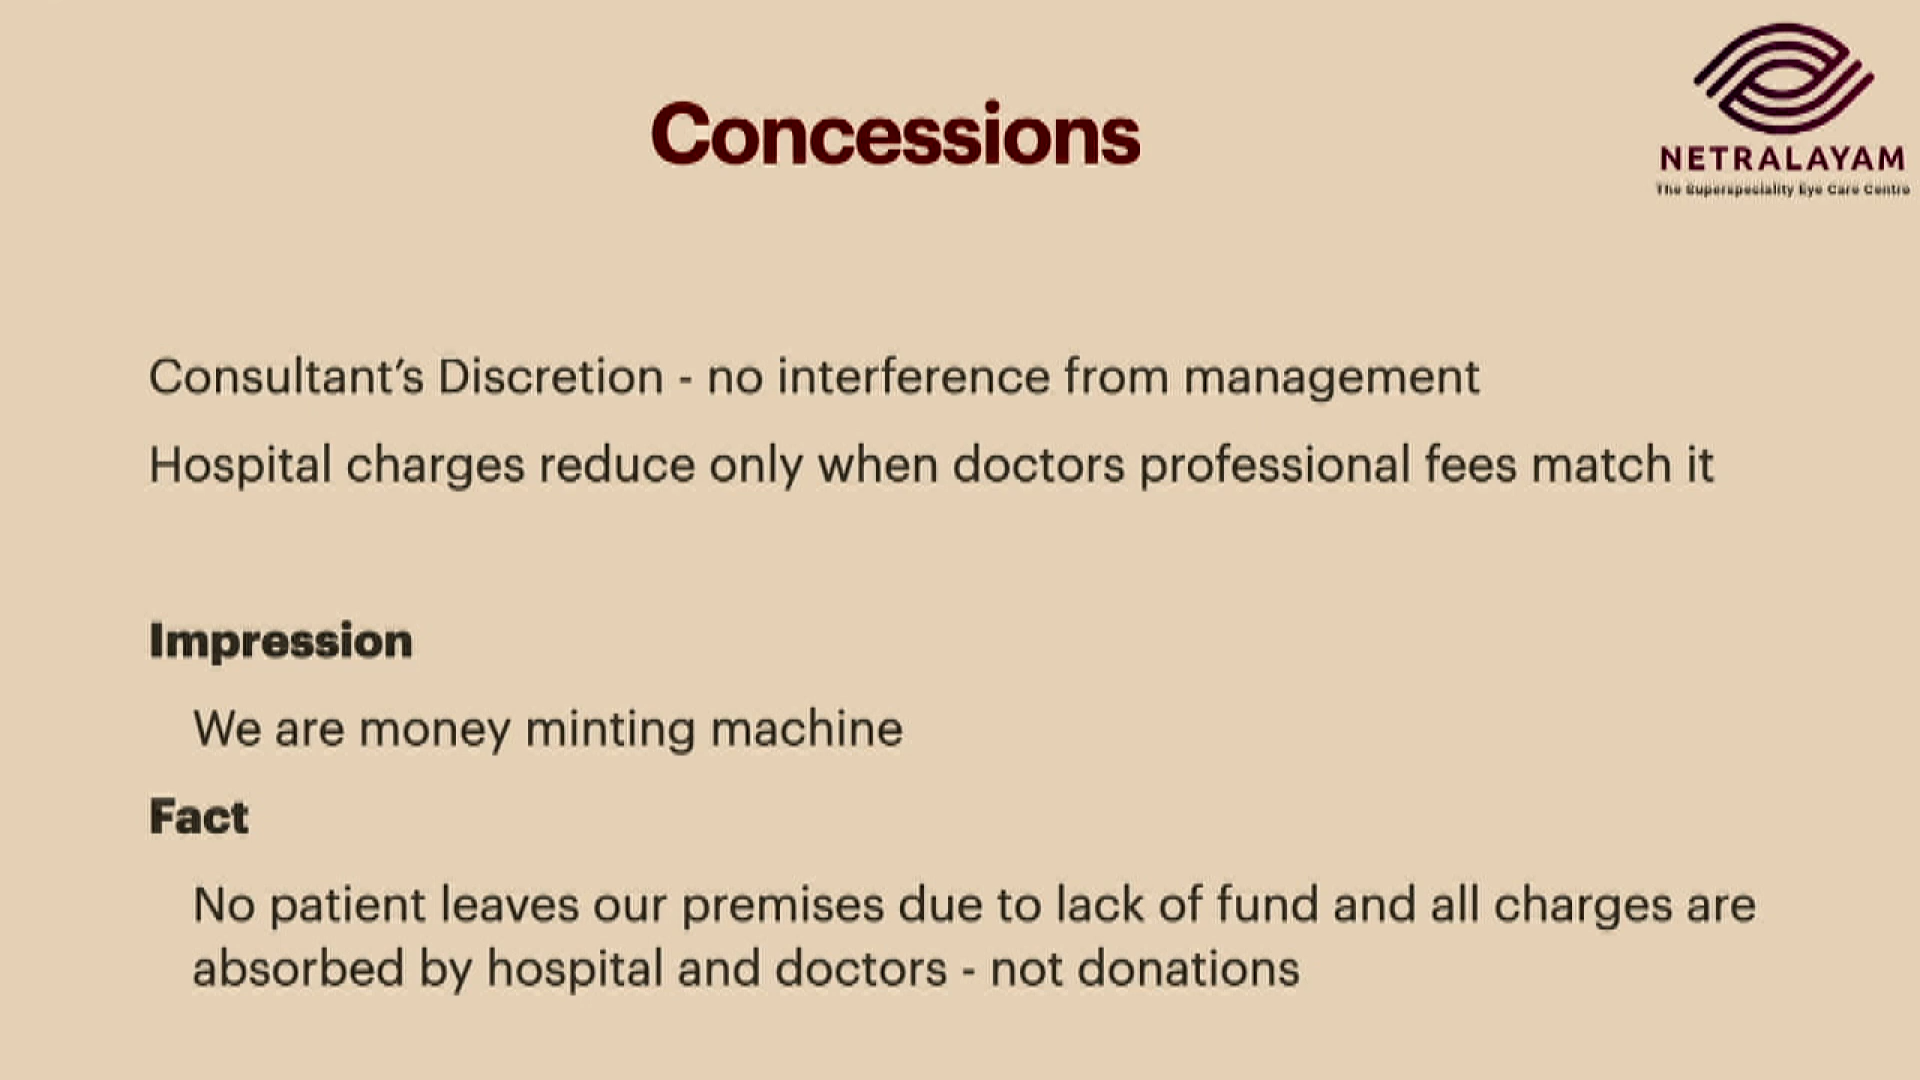 Concessions
NETRALAYAM
The Superspeciality Eye Care Centre
Consultant’s Discretion - no interference from management
Hospital charges reduce only when doctors professional fees match it
Impression
We are money minting machine
Fact
No patient leaves our premises due to lack of fund and all charges are
absorbed by hospital and doctors - not donations